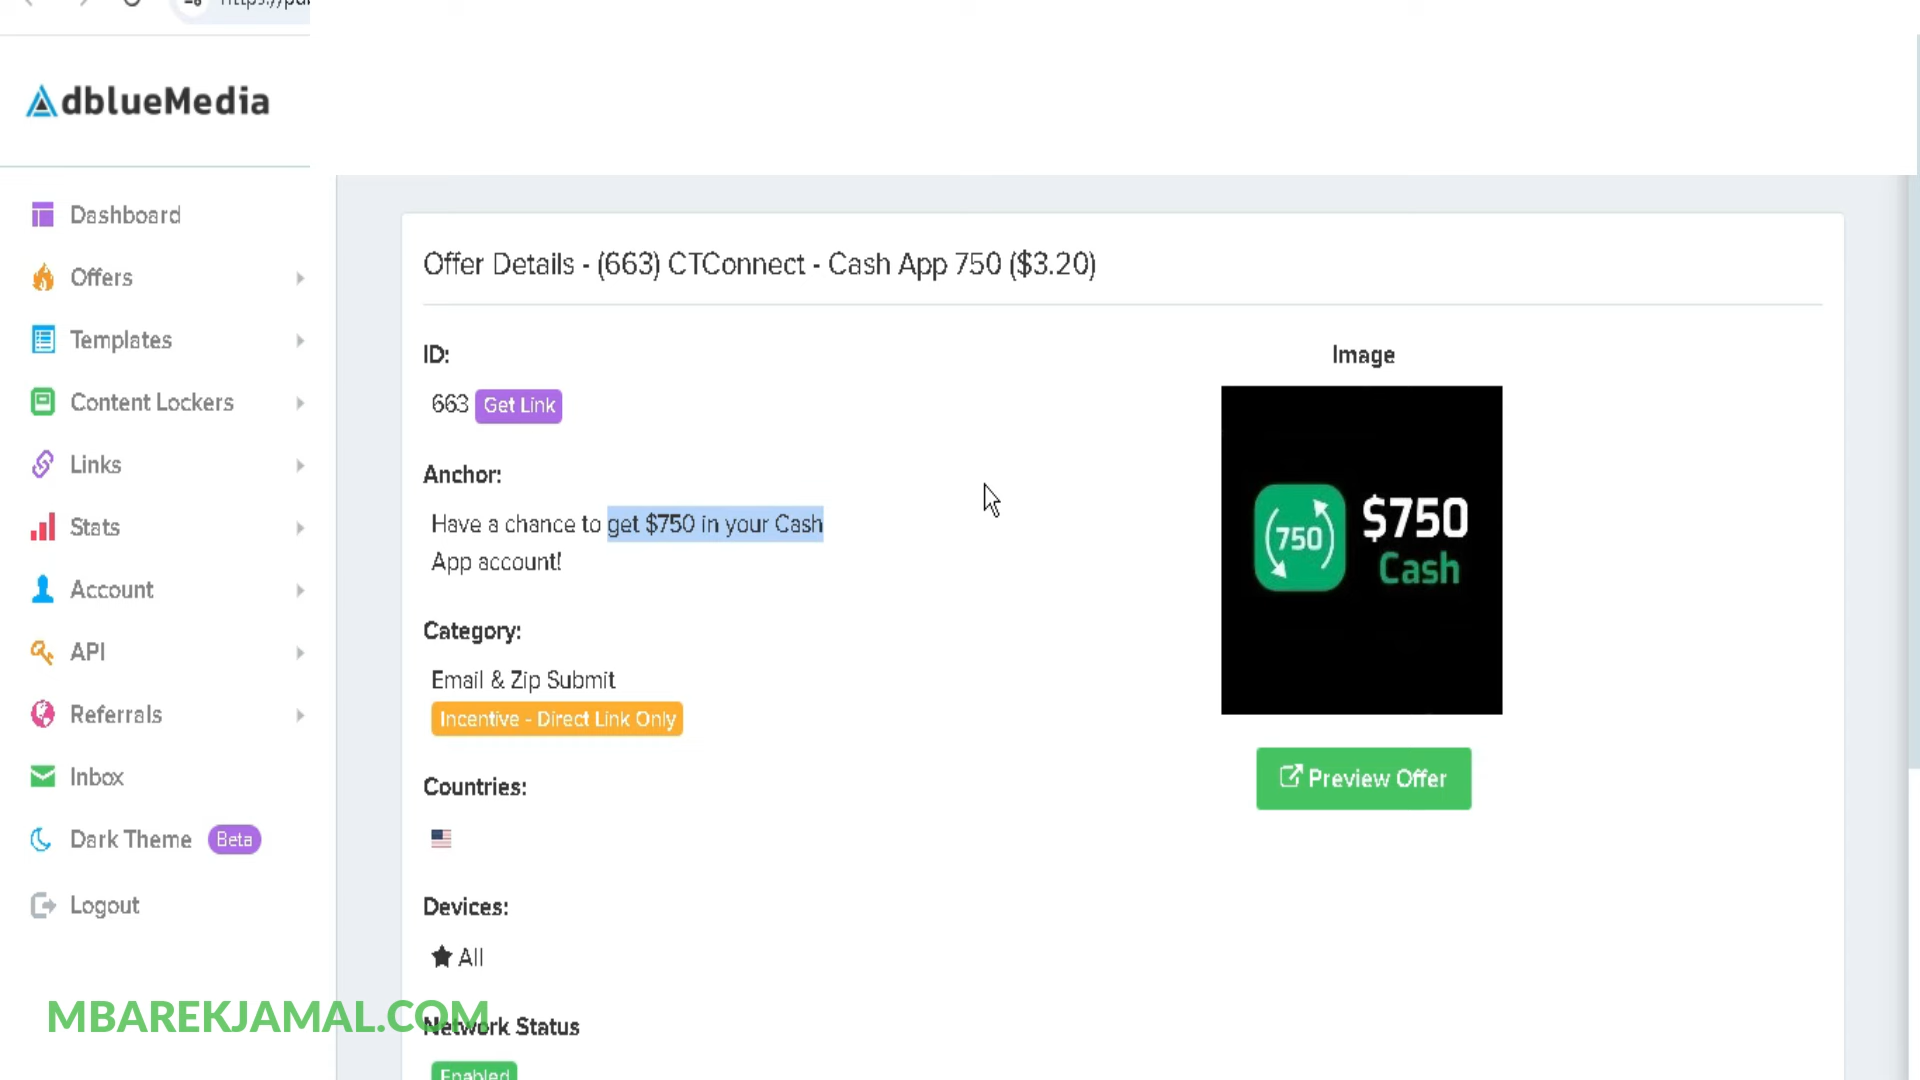 AdblueMedia
Dashboard
Offers
Templates
Content Lockers
Links
Stats
Account
API
Referrals
Inbox
Dark Theme Beta
Logout
Offer Details - (663) CTConnect - Cash App 750 ($3.20)
ID:
663 Get Link
Anchor:
Have a chance to get $750 in your Cash
App account!
Category:
Email & Zip Submit
Incentive - Direct Link Only
Countries:
Devices:
All
Network Status
Enabled
Image
750
$750
Cash
Preview Offer
MBAREKJAMAL.COM